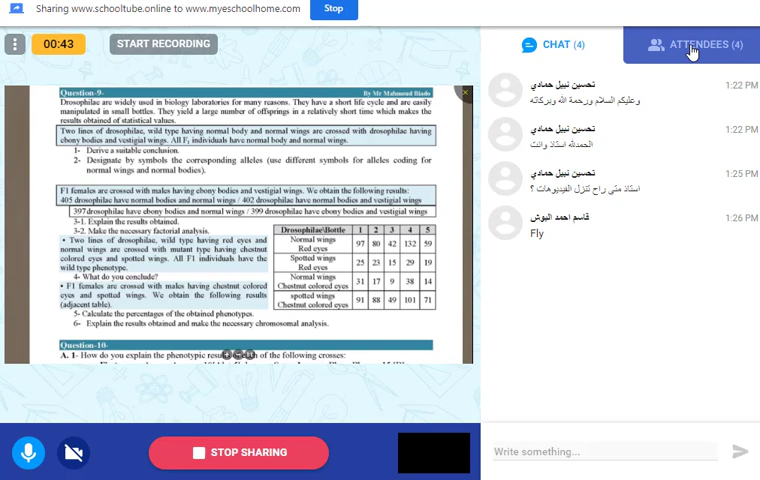 Sharing www.schooltube.online to www.myeschoolhome.com
Stop
00:43
START RECORDING
Question-9-
By Mr Mahmoud Biado
Drosophilae are widely used in biology laboratories for many reasons. They have a short life cycle and are easily
manipulated in small bottles. They yield a large number of offsprings in a relatively short time which makes the
results obtained of statistical values.
Two lines of drosophilae, wild type having normal body and normal wings are crossed with drosophilae having
ebony bodies and vestigial wings. All F₁ individuals have normal body and normal wings.
1- Derive a suitable conclusion.
2- Designate by symbols the corresponding alleles (use different symbols for alleles coding for
normal wings and normal bodies).
F1 females are crossed with males having ebony bodies and vestigial wings. We obtain the following results:
405 drosophilae have normal bodies and normal wings / 402 drosophilae have normal bodies and vestigial wings
397 drosophilae have ebony bodies and normal wings / 399 drosophilae have ebony bodies and vestigial wings
3-1. Explain the results obtained.
3-2. Make the necessary factorial analysis.
• Two lines of drosophilae, wild type having red eyes and
normal wings are crossed with mutant type having chestnut
colored eyes and spotted wings. All F1 individuals have the
wild type phenotype.
4- What do you conclude?
• F1 females are crossed with males having chestnut colored
eyes and spotted wings. We obtain the following results
(adjacent table).
Drosophilae\Bottle 1 2 3 4 5
Normal wings
Red eyes 97 80 42 132 59
Spotted wings
Red eyes 25 23 15 29 19
Normal wings
Chestnut colored eyes 31 17 9 38 14
spotted wings
Chestnut colored eyes 91 88 49 101 71
5- Calculate the percentages of the obtained phenotypes.
6- Explain the results obtained and make the necessary chromosomal analysis.
Question-10-
A. 1- How do you explain the phenotypic results of each of the following crosses:
STOP SHARING
CHAT (4)
ATTENDEES (4)
تحسين نبيل حمادي
1:22 PM
وعليكم السلام ورحمة الله وبركاته
تحسين نبيل حمادي
1:22 PM
الحمدلله استاذ وانت
تحسين نبيل حمادي
1:25 PM
استاذ متى راح تنزل الفيديوهات ؟
قاسم احمد البوش
1:26 PM
Fly
Write something...